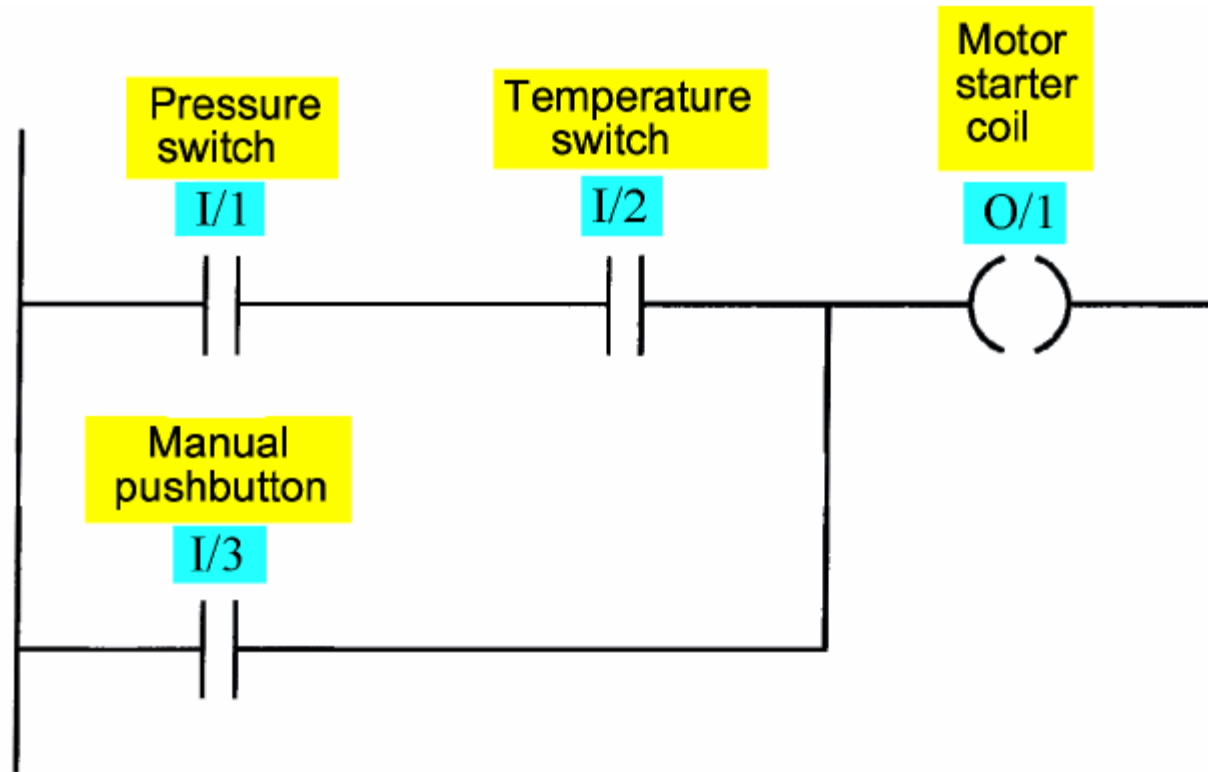 Pressure
switch
I/1
Temperature
switch
I/2
Motor
starter
coil
O/1
Manual
pushbutton
I/3